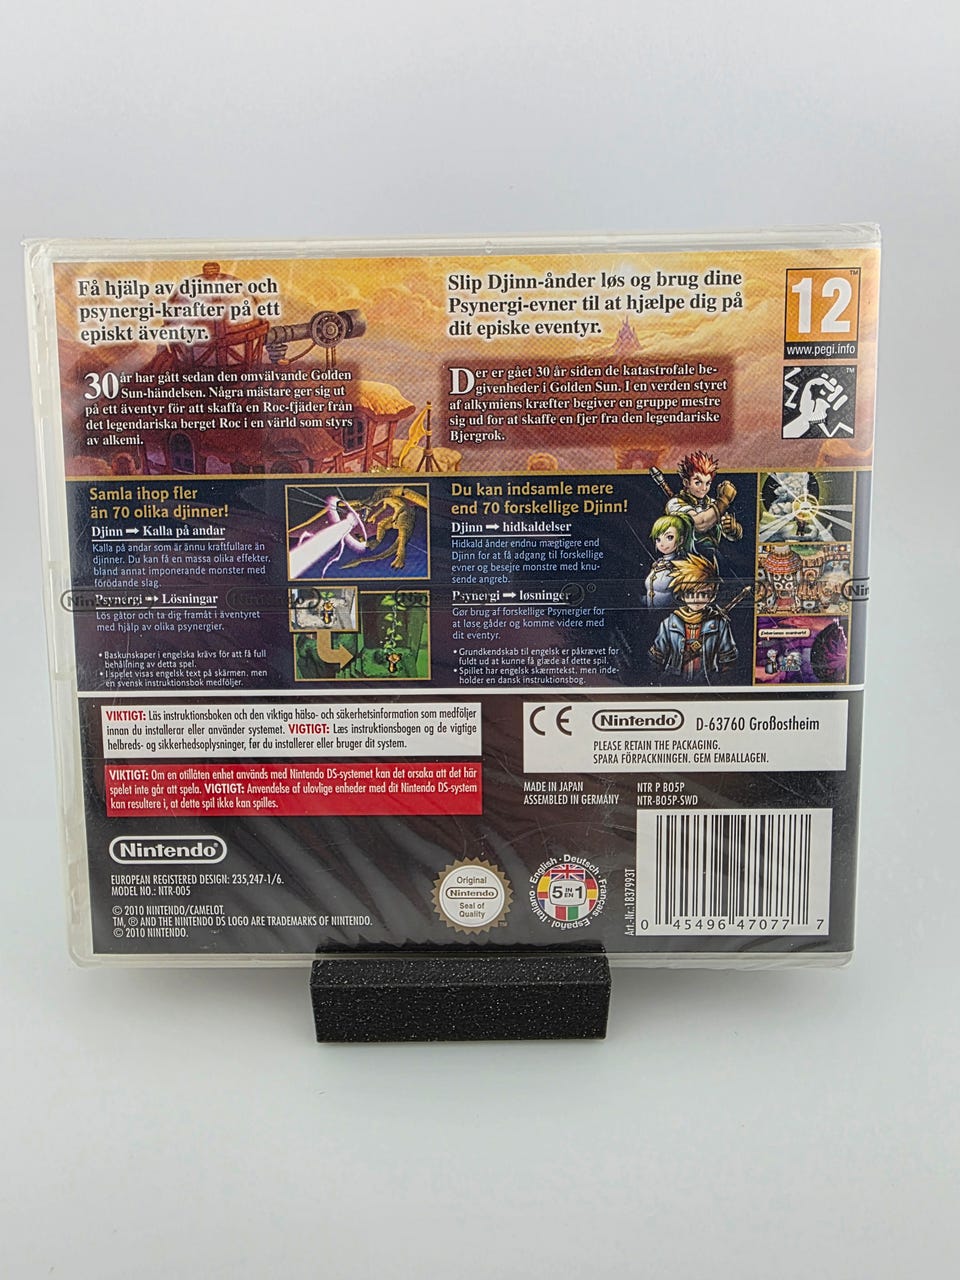 Få hjälp av djinner och
psynergi-krafter på ett
episkt äventyr.
30 år har gått sedan den omvälvande Golden
Sun-händelsen. Några mästare ger sig ut
på ett äventyr för att skaffa en Roc-fjäder från
det legendariska berget Roc i en värld som styrs
av alkemi.
Slip Djinn-ånder løs og brug dine
Psynergi-evner til at hjælpe dig på
dit episke eventyr.
Der er gået 30 år siden de katastrofale be-
givenheder i Golden Sun. I en verden styret
af alkymiens kræfter begiver en gruppe mestre
sig ud for at skaffe en fjer fra den legendariske
Bjergrok.
12
™
www.pegi.info
™
Samla ihop fler
än 70 olika djinner!
Djinn ➡ Kalla på andar
Kalla på andar som är ännu kraftfullare än
djinner. Du kan få en massa olika effekter,
bland annat imponerande monster med
förödande slag.
Psynergi ➡ Lösningar
Lös gåtor och ta dig framåt i äventyret
med hjälp av olika psynergier.
• Baskunskaper i engelska krävs för att få full
behållning av detta spel.
• I spelet visas engelsk text på skärmen, men
en svensk instruktionsbok medföljer.
Du kan indsamle mere
end 70 forskellige Djinn!
Djinn ➡ hidkaldelser
Hidkald ånder endnu mægtigere end
Djinn for at få adgang til forskellige
evner og besejre monstre med knu-
sende angreb.
Psynergy ➡ løsninger
Gør brug af forskellige Psynergier for
at løse gåder og komme videre med
dit eventyr.
• Grundkendskab til engelsk er påkrævet for
fuldt ud at kunne få glæde af dette spil.
• Spillet har engelsk skærmtekst, men inde-
holder en dansk instruktionsbog.
VIKTIGT: Läs instruktionsboken och den viktiga hälso- och säkerhetsinformation som medföljer
innan du installerar eller använder systemet. VIGTIGT: Læs instruktionsbogen og de vigtige
helbreds- og sikkerhedsoplysninger, før du installerer eller bruger dit system.
VIKTIGT: Om en otillåten enhet används med Nintendo DS-systemet kan det orsaka att det här
spelet inte går att spela. VIGTIGT: Anvendelse af ulovlige enheder med dit Nintendo DS-system
kan resultere i, at dette spil ikke kan spilles.
CE Nintendo® D-63760 Großostheim
PLEASE RETAIN THE PACKAGING.
SPARA FÖRPACKNINGEN. GEM EMBALLAGEN.
MADE IN JAPAN
ASSEMBLED IN GERMANY
NTR P BO5P
NTR-BO5P-SWD
Nintendo®
EUROPEAN REGISTERED DESIGN: 235,247-1/6.
MODEL NO.: NTR-005
© 2010 NINTENDO/CAMELOT.
TM, ® AND THE NINTENDO DS LOGO ARE TRADEMARKS OF NINTENDO.
© 2010 NINTENDO.
Original
Nintendo®
Seal of
Quality
™
English · Deutsch · Français · Español · Italiano ·
5 IN EN 1
Art.-Nr.:1837993T
0 45496 47077 7